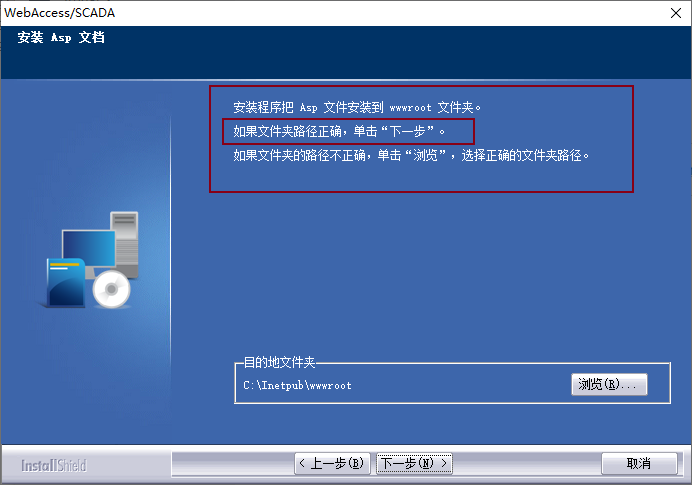 WebAccess/SCADA
安装 Asp 文档
安装程序把 Asp 文件安装到 wwwroot 文件夹。
如果文件夹路径正确，单击“下一步”。
如果文件夹的路径不正确，单击“浏览”，选择正确的文件夹路径。
目的地文件夹
C:\Inetpub\wwwroot
浏览(R)...
InstallShield
< 上一步(B)
下一步(N) >
取消